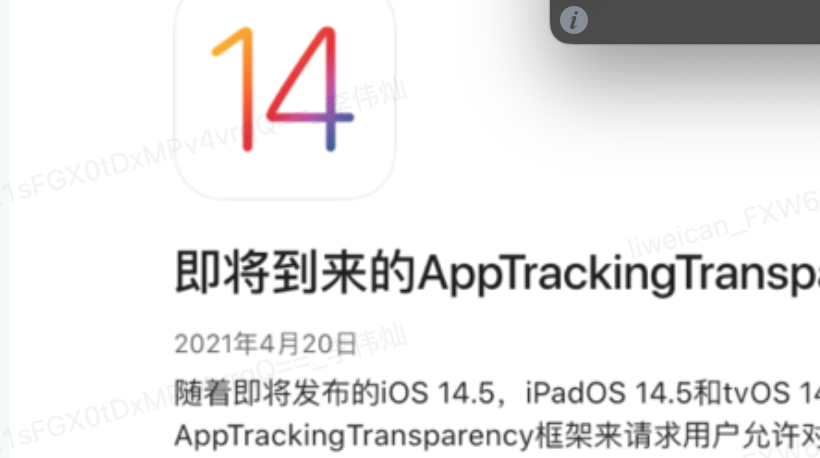 14
即将到来的AppTrackingTranspa
2021年4月20日
随着即将发布的iOS 14.5，iPadOS 14.5和tvOS 14
AppTrackingTransparency框架来请求用户允许对
1sFGX0tDxMPv4vrqQ==_李伟灿
liweican_FXW6